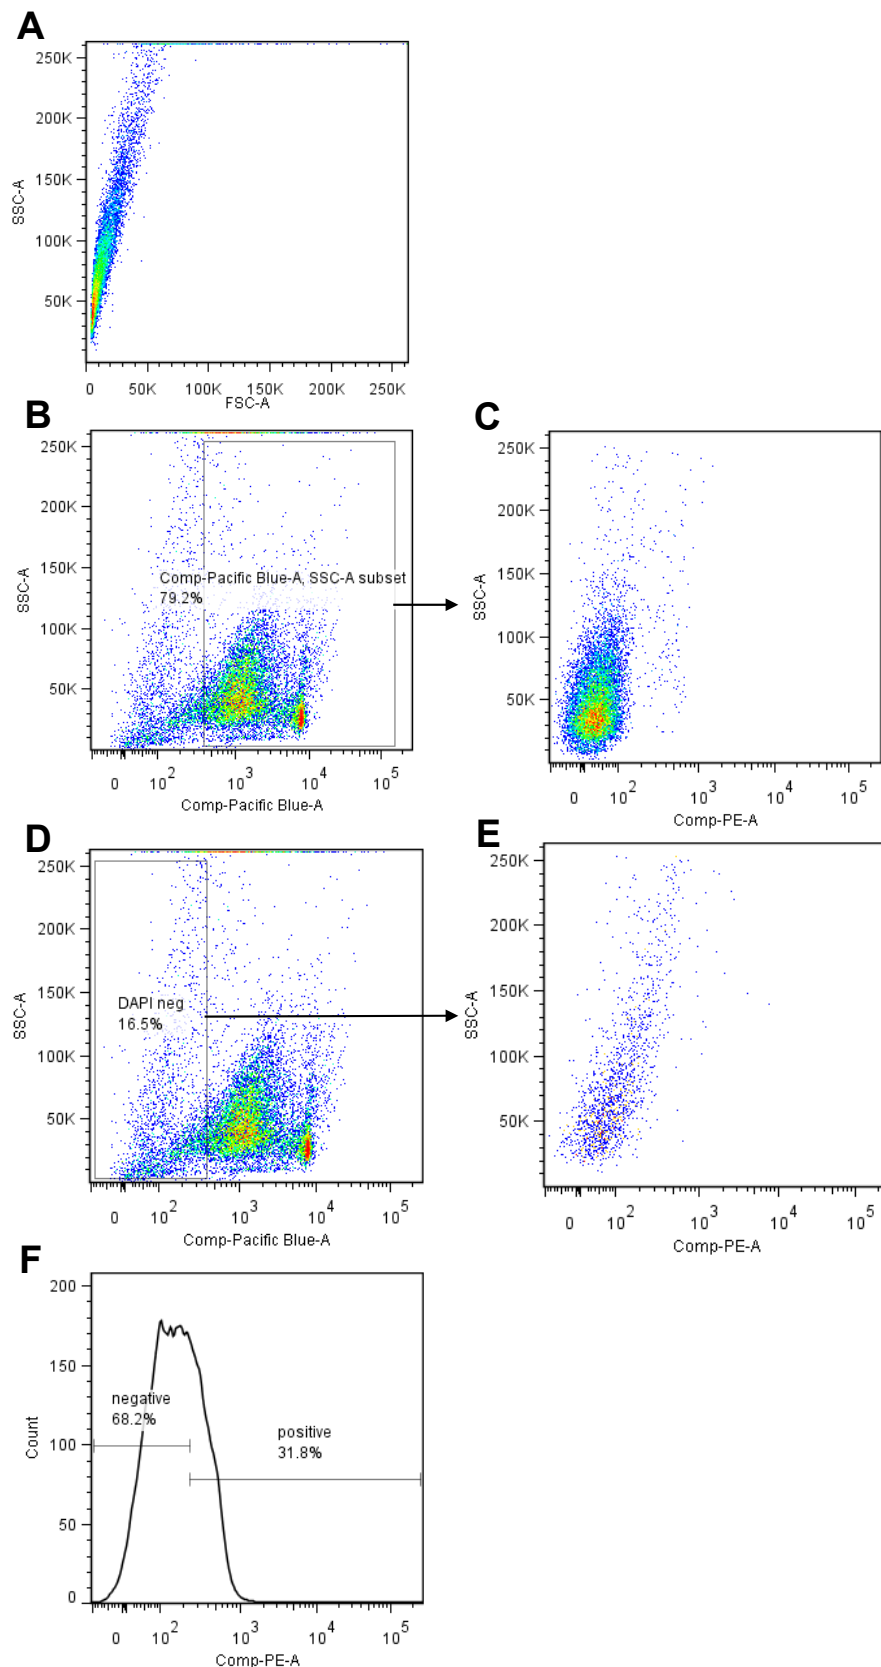 A
250K
200K
150K
100K
50K
SSC-A
0 50K 100K 150K 200K 250K
FSC-A
B
250K
200K
150K
100K
50K
SSC-A
Comp-Pacific Blue-A, SSC-A subset
79.2%
0 10^2 10^3 10^4 10^5
Comp-Pacific Blue-A
C
250K
200K
150K
100K
50K
SSC-A
0 10^2 10^3 10^4 10^5
Comp-PE-A
D
250K
200K
150K
100K
50K
SSC-A
DAPI neg
16.5%
0 10^2 10^3 10^4 10^5
Comp-Pacific Blue-A
E
250K
200K
150K
100K
50K
SSC-A
0 10^2 10^3 10^4 10^5
Comp-PE-A
F
200
150
100
50
0
Count
negative
68.2%
positive
31.8%
0 10^2 10^3 10^4 10^5
Comp-PE-A